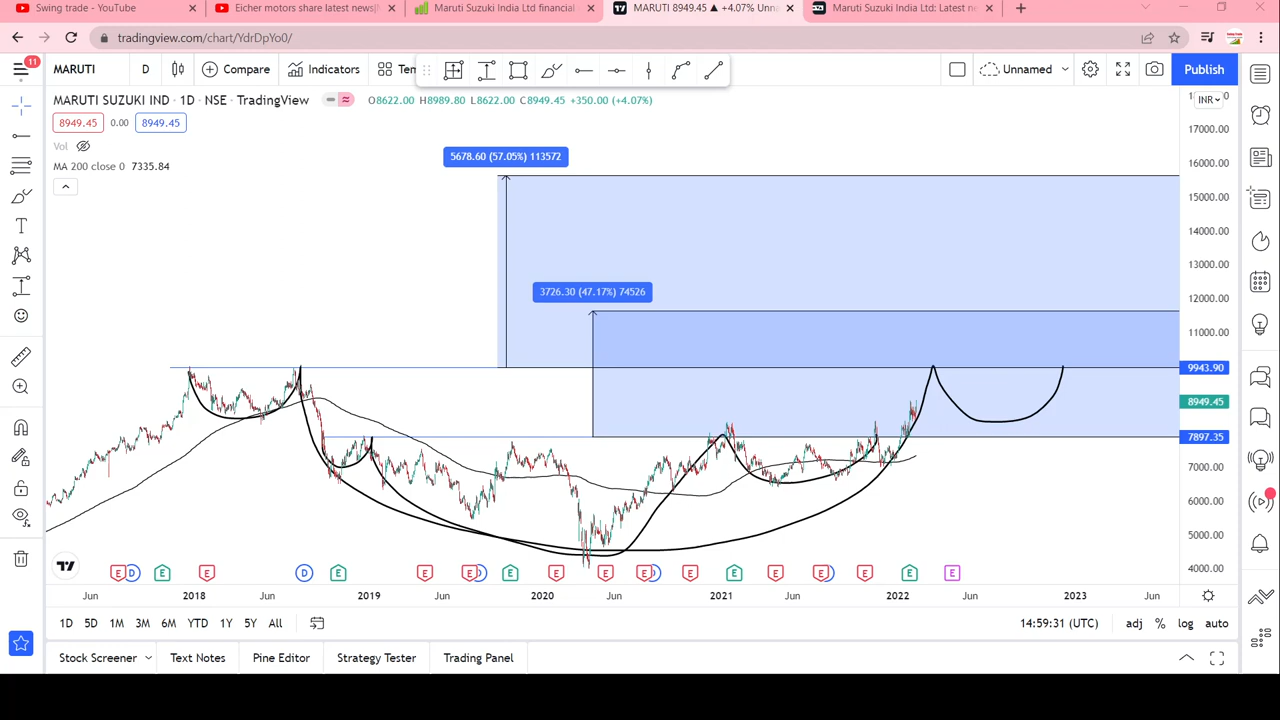 Swing trade - YouTube
Eicher motors share latest news|
Maruti Suzuki India Ltd financial
MARUTI 8949.45 ▲ +4.07% Unna
Maruti Suzuki India Ltd: Latest ne
tradingview.com/chart/YdrDpYo0/
11
MARUTI
D
Compare
Indicators
Tem
Unnamed
Publish
MARUTI SUZUKI IND · 1D · NSE · TradingView
O8622.00 H8989.80 L8622.00 C8949.45 +350.00 (+4.07%)
INR
8949.45
0.00
8949.45
Vol
MA 200 close 0 7335.84
5678.60 (57.05%) 113572
3726.30 (47.17%) 74526
17000.00
16000.00
15000.00
14000.00
13000.00
12000.00
11000.00
9943.90
8949.45
7897.35
7000.00
6000.00
5000.00
4000.00
E D E E D E E E D E E E E D E E E E D E E E
Jun 2018 Jun 2019 2020 Jun 2021 Jun 2022 Jun 2023 Jun
1D 5D 1M 3M 6M YTD 1Y 5Y All
14:59:31 (UTC)
adj % log auto
Stock Screener
Text Notes
Pine Editor
Strategy Tester
Trading Panel